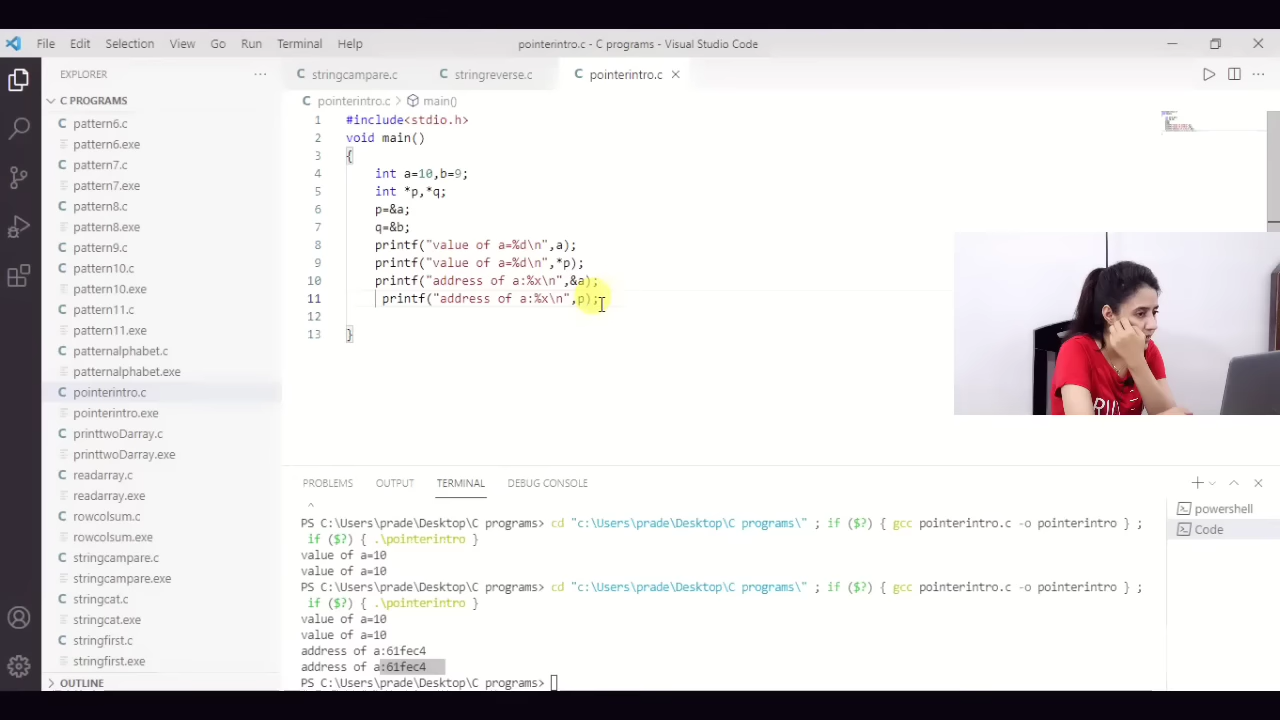 File Edit Selection View Go Run Terminal Help
pointerintro.c - C programs - Visual Studio Code
EXPLORER
C PROGRAMS
pattern6.c
pattern6.exe
pattern7.c
pattern7.exe
pattern8.c
pattern8.exe
pattern9.c
pattern10.c
pattern10.exe
pattern11.c
pattern11.exe
patternalphabet.c
patternalphabet.exe
pointerintro.c
pointerintro.exe
printtwoDarray.c
printtwoDarray.exe
readarray.c
readarray.exe
rowcolsum.c
rowcolsum.exe
stringcampare.c
stringcampare.exe
stringcat.c
stringcat.exe
stringfirst.c
stringfirst.exe
OUTLINE
C stringcampare.c C stringreverse.c C pointerintro.c
C pointerintro.c > main()
1 #include<stdio.h>
2 void main()
3 {
4 int a=10,b=9;
5 int *p,*q;
6 p=&a;
7 q=&b;
8 printf("value of a=%d\n",a);
9 printf("value of a=%d\n",*p);
10 printf("address of a:%x\n",&a);
11 printf("address of a:%x\n",p);
12
13 }
PROBLEMS OUTPUT TERMINAL DEBUG CONSOLE
^
PS C:\Users\prade\Desktop\C programs> cd "c:\Users\prade\Desktop\C programs\" ; if ($?) { gcc pointerintro.c -o pointerintro } ;
if ($?) { .\pointerintro }
value of a=10
value of a=10
PS C:\Users\prade\Desktop\C programs> cd "c:\Users\prade\Desktop\C programs\" ; if ($?) { gcc pointerintro.c -o pointerintro } ;
if ($?) { .\pointerintro }
value of a=10
value of a=10
address of a:61fec4
address of a:61fec4
PS C:\Users\prade\Desktop\C programs>
powershell
Code